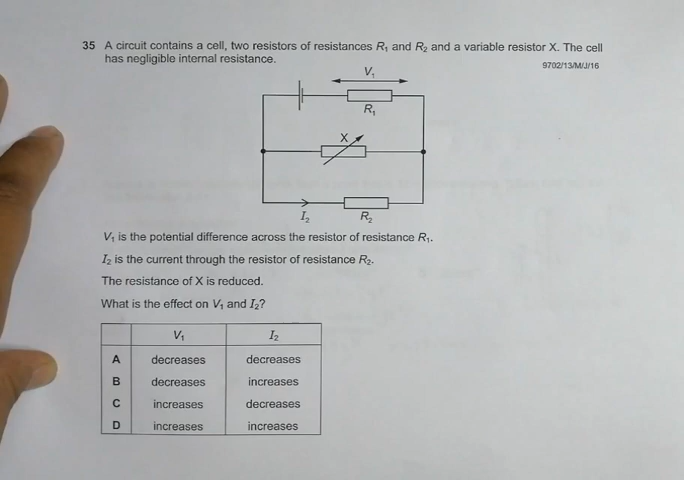 35 A circuit contains a cell, two resistors of resistances R₁ and R₂ and a variable resistor X. The cell
has negligible internal resistance.
9702/13/M/J/16
V₁
R₁
X
I₂
R₂
V₁ is the potential difference across the resistor of resistance R₁.
I₂ is the current through the resistor of resistance R₂.
The resistance of X is reduced.
What is the effect on V₁ and I₂?
V₁ I₂
A decreases decreases
B decreases increases
C increases decreases
D increases increases